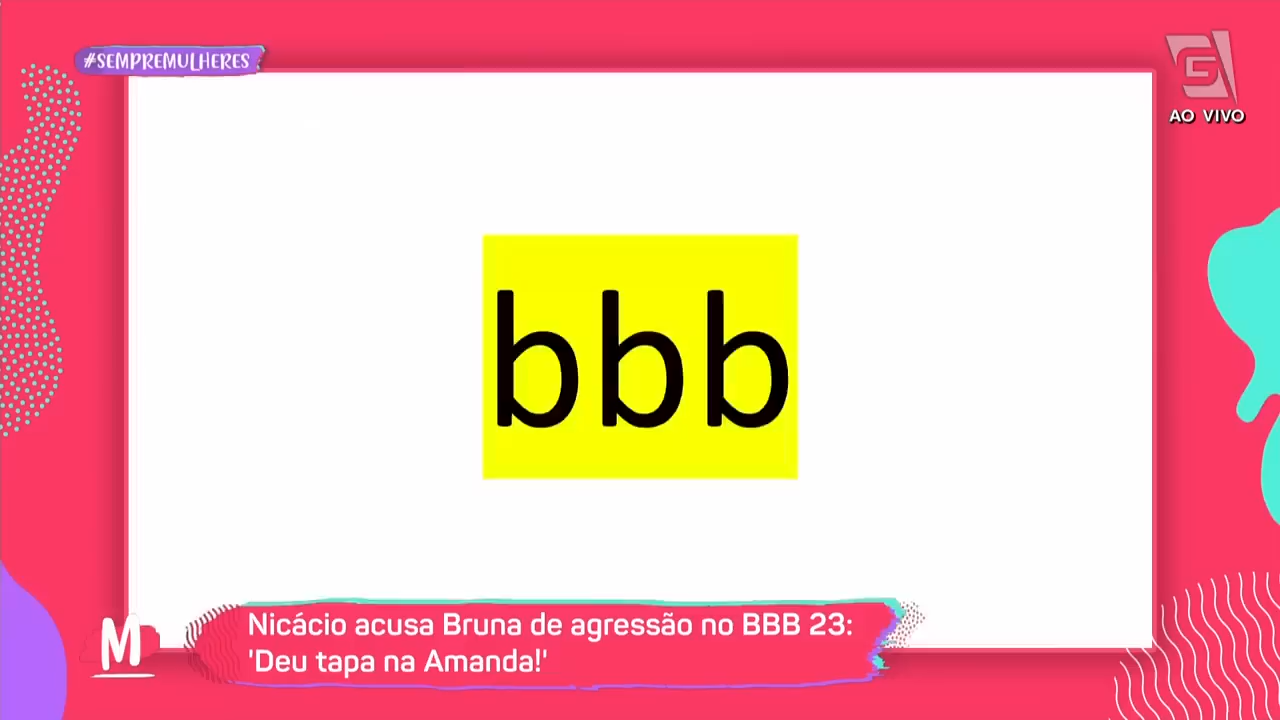 #SEMPREMULHERES
G
AO VIVO
bbb
M
Nicácio acusa Bruna de agressão no BBB 23:
'Deu tapa na Amanda!'